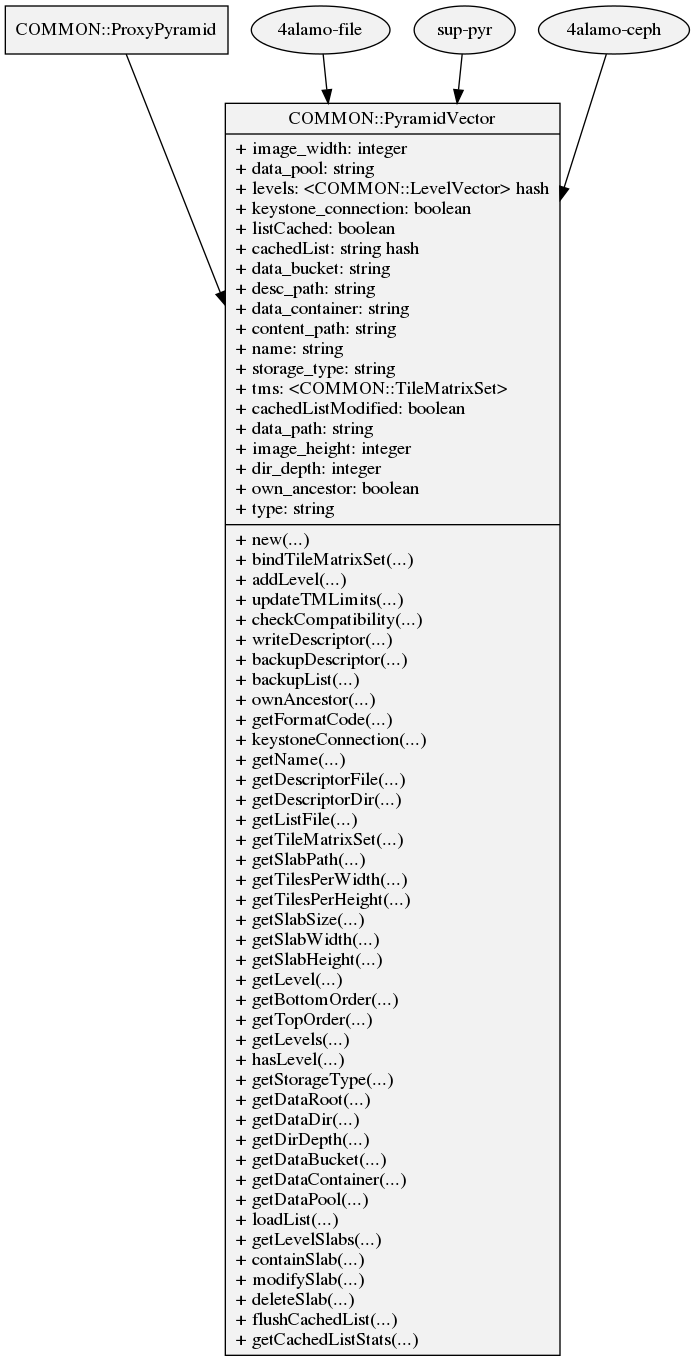 COMMON::ProxyPyramid
4alamo-file
sup-pyr
4alamo-ceph
COMMON::PyramidVector
+ image_width: integer
+ data_pool: string
+ levels: <COMMON::LevelVector> hash
+ keystone_connection: boolean
+ listCached: boolean
+ cachedList: string hash
+ data_bucket: string
+ desc_path: string
+ data_container: string
+ content_path: string
+ name: string
+ storage_type: string
+ tms: <COMMON::TileMatrixSet>
+ cachedListModified: boolean
+ data_path: string
+ image_height: integer
+ dir_depth: integer
+ own_ancestor: boolean
+ type: string
+ new(...)
+ bindTileMatrixSet(...)
+ addLevel(...)
+ updateTMLimits(...)
+ checkCompatibility(...)
+ writeDescriptor(...)
+ backupDescriptor(...)
+ backupList(...)
+ ownAncestor(...)
+ getFormatCode(...)
+ keystoneConnection(...)
+ getName(...)
+ getDescriptorFile(...)
+ getDescriptorDir(...)
+ getListFile(...)
+ getTileMatrixSet(...)
+ getSlabPath(...)
+ getTilesPerWidth(...)
+ getTilesPerHeight(...)
+ getSlabSize(...)
+ getSlabWidth(...)
+ getSlabHeight(...)
+ getLevel(...)
+ getBottomOrder(...)
+ getTopOrder(...)
+ getLevels(...)
+ hasLevel(...)
+ getStorageType(...)
+ getDataRoot(...)
+ getDataDir(...)
+ getDirDepth(...)
+ getDataBucket(...)
+ getDataContainer(...)
+ getDataPool(...)
+ loadList(...)
+ getLevelSlabs(...)
+ containSlab(...)
+ modifySlab(...)
+ deleteSlab(...)
+ flushCachedList(...)
+ getCachedListStats(...)